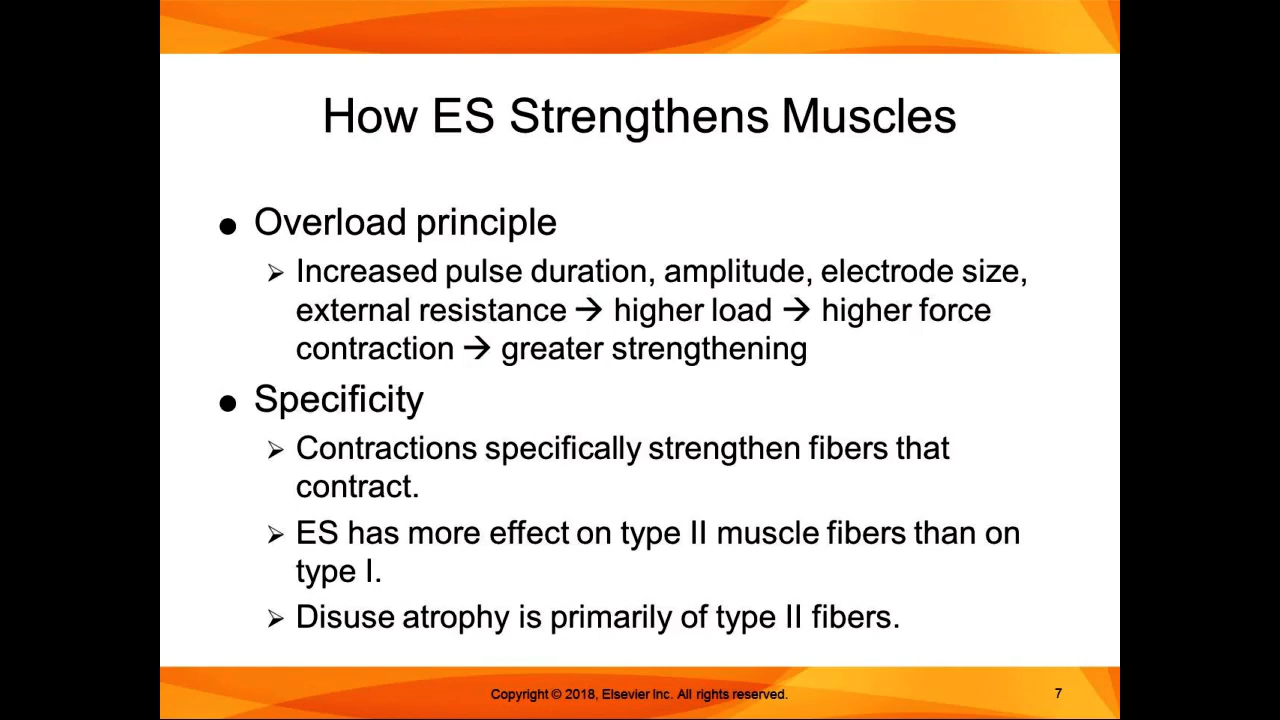 How ES Strengthens Muscles
● Overload principle
➢ Increased pulse duration, amplitude, electrode size,
external resistance → higher load → higher force
contraction → greater strengthening
● Specificity
➢ Contractions specifically strengthen fibers that
contract.
➢ ES has more effect on type II muscle fibers than on
type I.
➢ Disuse atrophy is primarily of type II fibers.
Copyright © 2018, Elsevier Inc. All rights reserved.
7